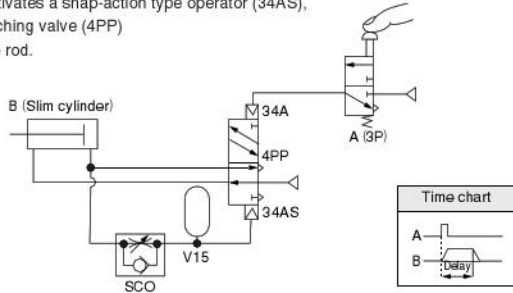 tivates a snap-action type operator (34AS),
ching valve (4PP)
rod.
B (Slim cylinder)
34A
A (3P)
4PP
34AS
V15
SCO
Time chart
A
B
Delay